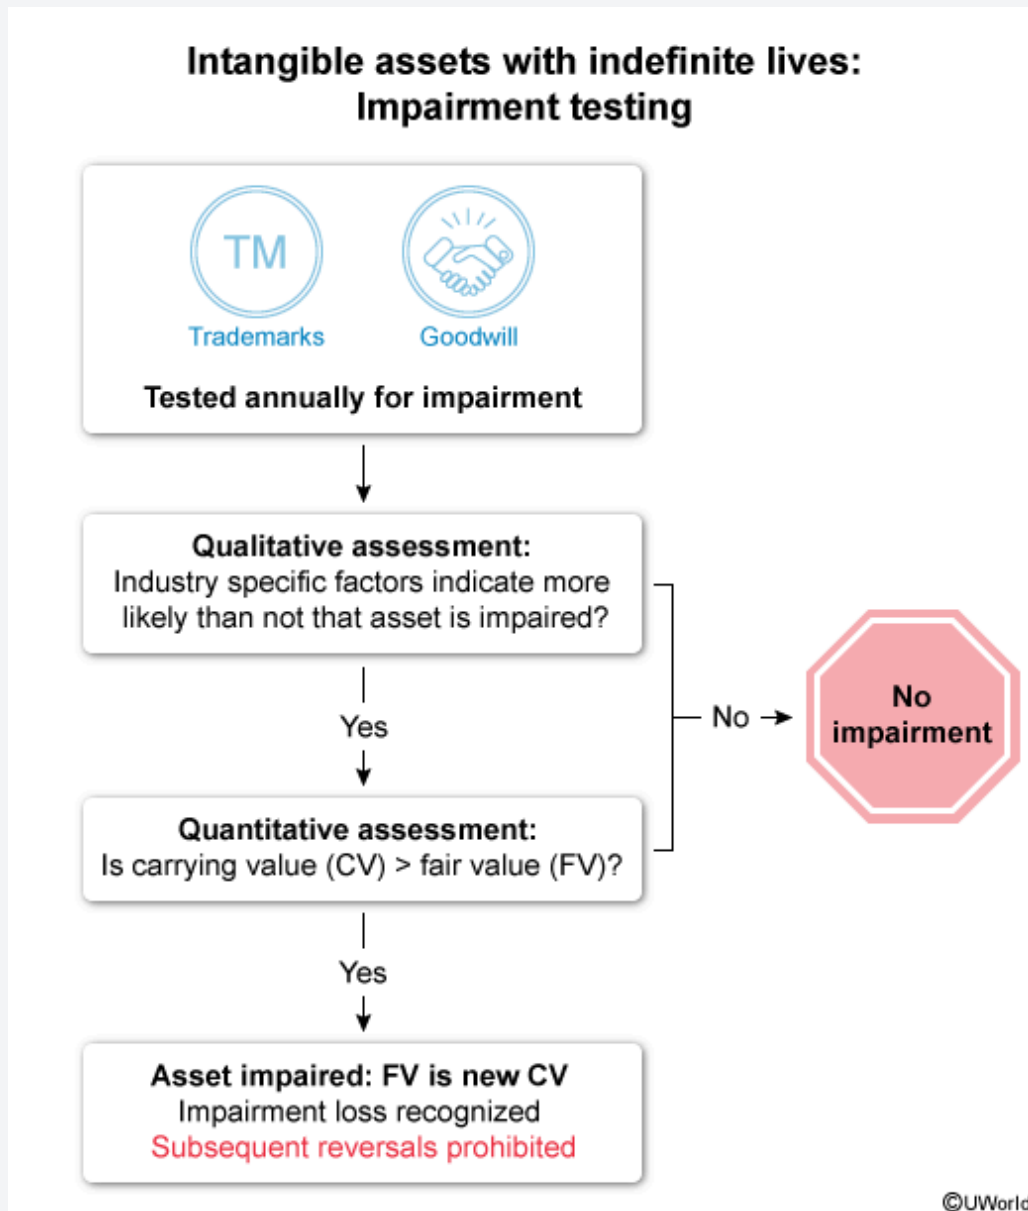 Intangible assets with indefinite lives:
Impairment testing
TM
Trademarks
Goodwill
Tested annually for impairment
Qualitative assessment:
Industry specific factors indicate more
likely than not that asset is impaired?
Yes
No
No
impairment
Quantitative assessment:
Is carrying value (CV) > fair value (FV)?
Yes
Asset impaired: FV is new CV
Impairment loss recognized
Subsequent reversals prohibited
©UWorld